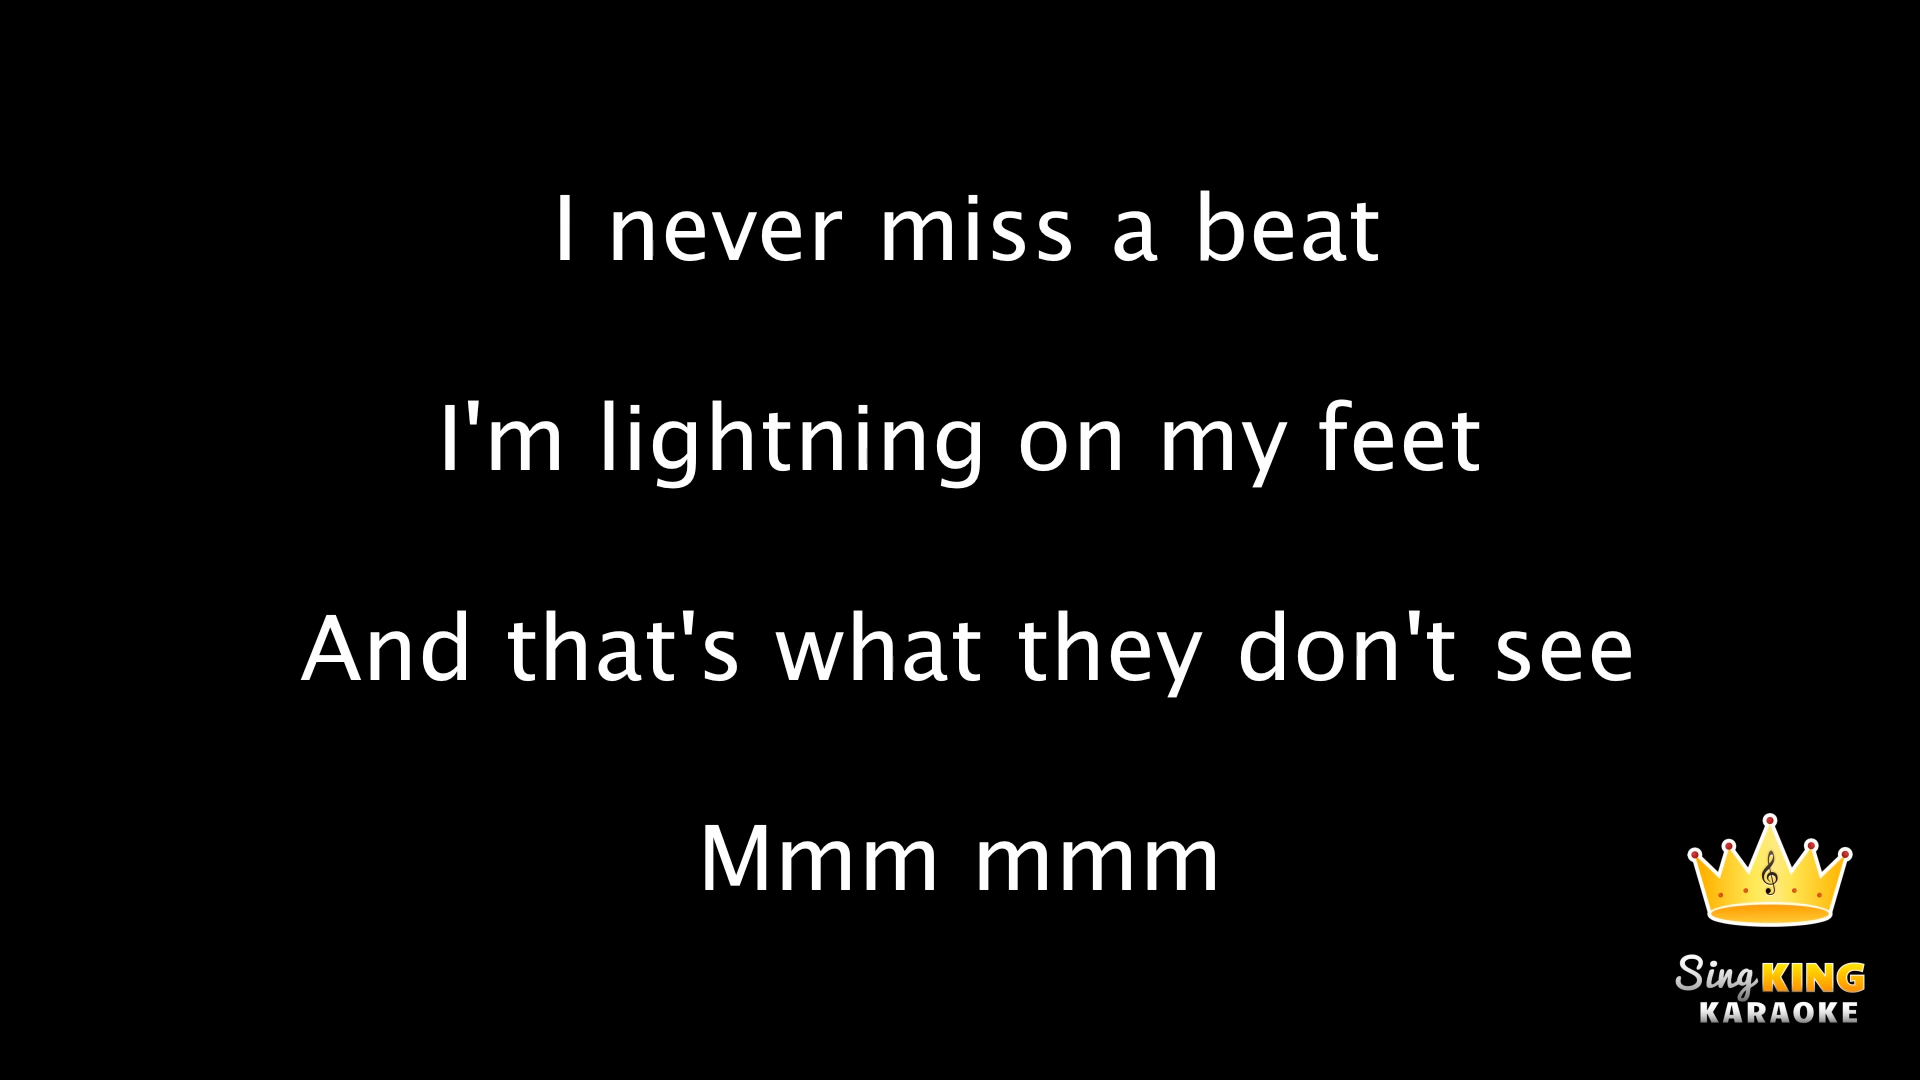 I never miss a beat
I'm lightning on my feet
And that's what they don't see
Mmm mmm
Sing KING
KARAOKE